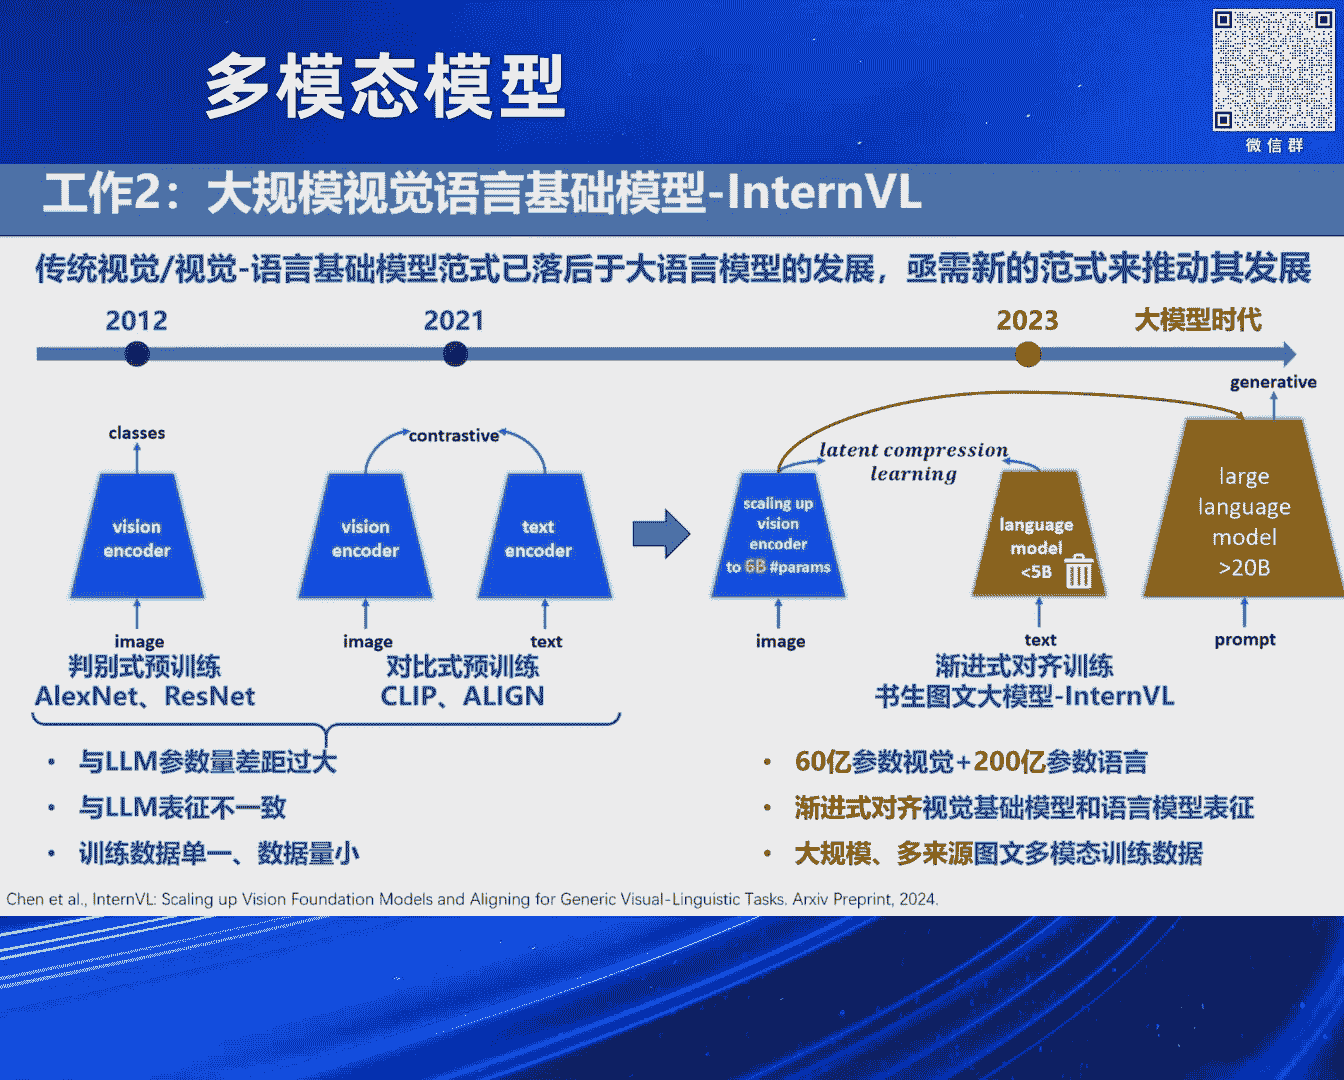 多模态模型
微信群
工作2：大规模视觉语言基础模型-InternVL
传统视觉/视觉-语言基础模型范式已落后于大语言模型的发展，亟需新的范式来推动其发展
2012
2021
2023
大模型时代
generative
classes
contrastive
latent compression
learning
vision
encoder
vision
encoder
text
encoder
scaling up
vision
encoder
to 6B #params
language
model
<5B
large
language
model
>20B
image
image
text
image
text
prompt
判别式预训练
AlexNet、ResNet
对比式预训练
CLIP、ALIGN
渐进式对齐训练
书生图文大模型-InternVL
• 与LLM参数量差距过大
• 与LLM表征不一致
• 训练数据单一、数据量小
• 60亿参数视觉+200亿参数语言
• 渐进式对齐视觉基础模型和语言模型表征
• 大规模、多来源图文多模态训练数据
Chen et al., InternVL: Scaling up Vision Foundation Models and Aligning for Generic Visual-Linguistic Tasks. Arxiv Preprint, 2024.